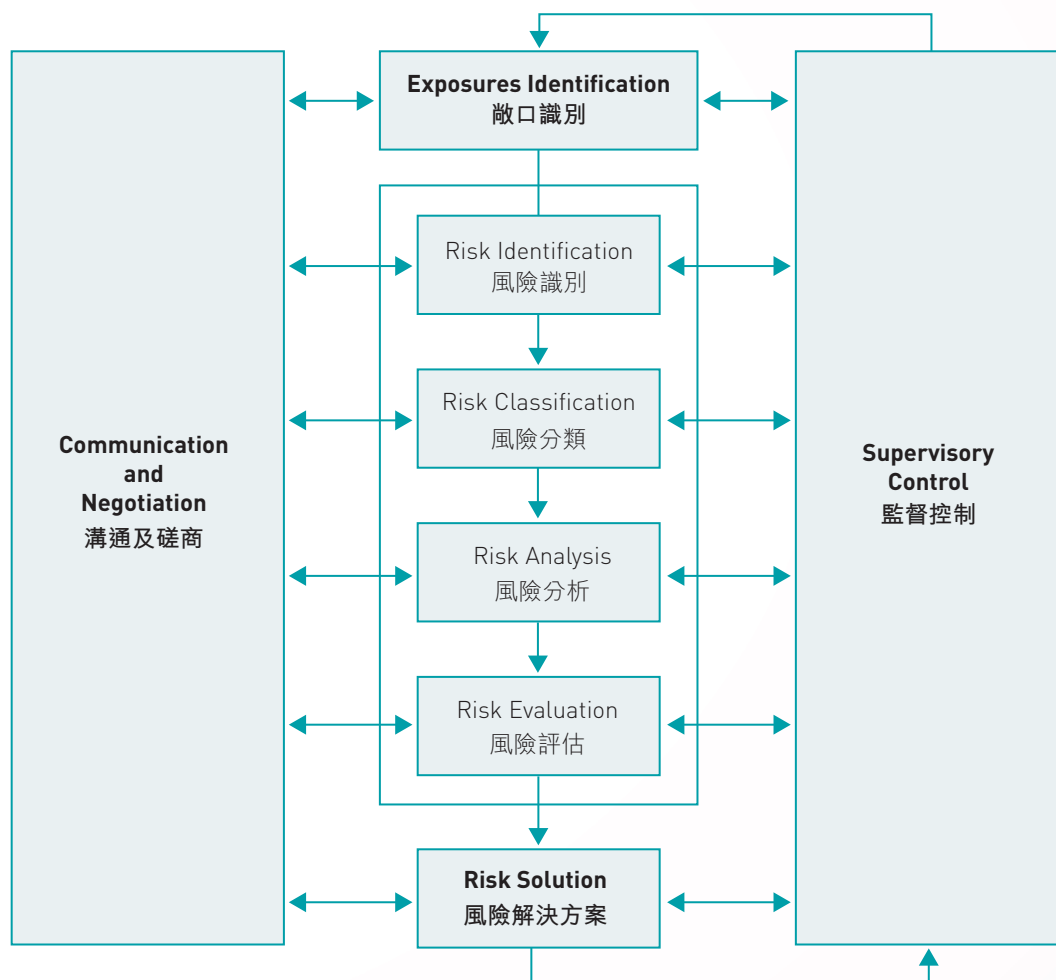 Exposures Identification
敞口識別
Risk Identification
風險識別
Risk Classification
風險分類
Communication
and
Negotiation
溝通及磋商
Supervisory
Control
監督控制
Risk Analysis
風險分析
Risk Evaluation
風險評估
Risk Solution
風險解決方案